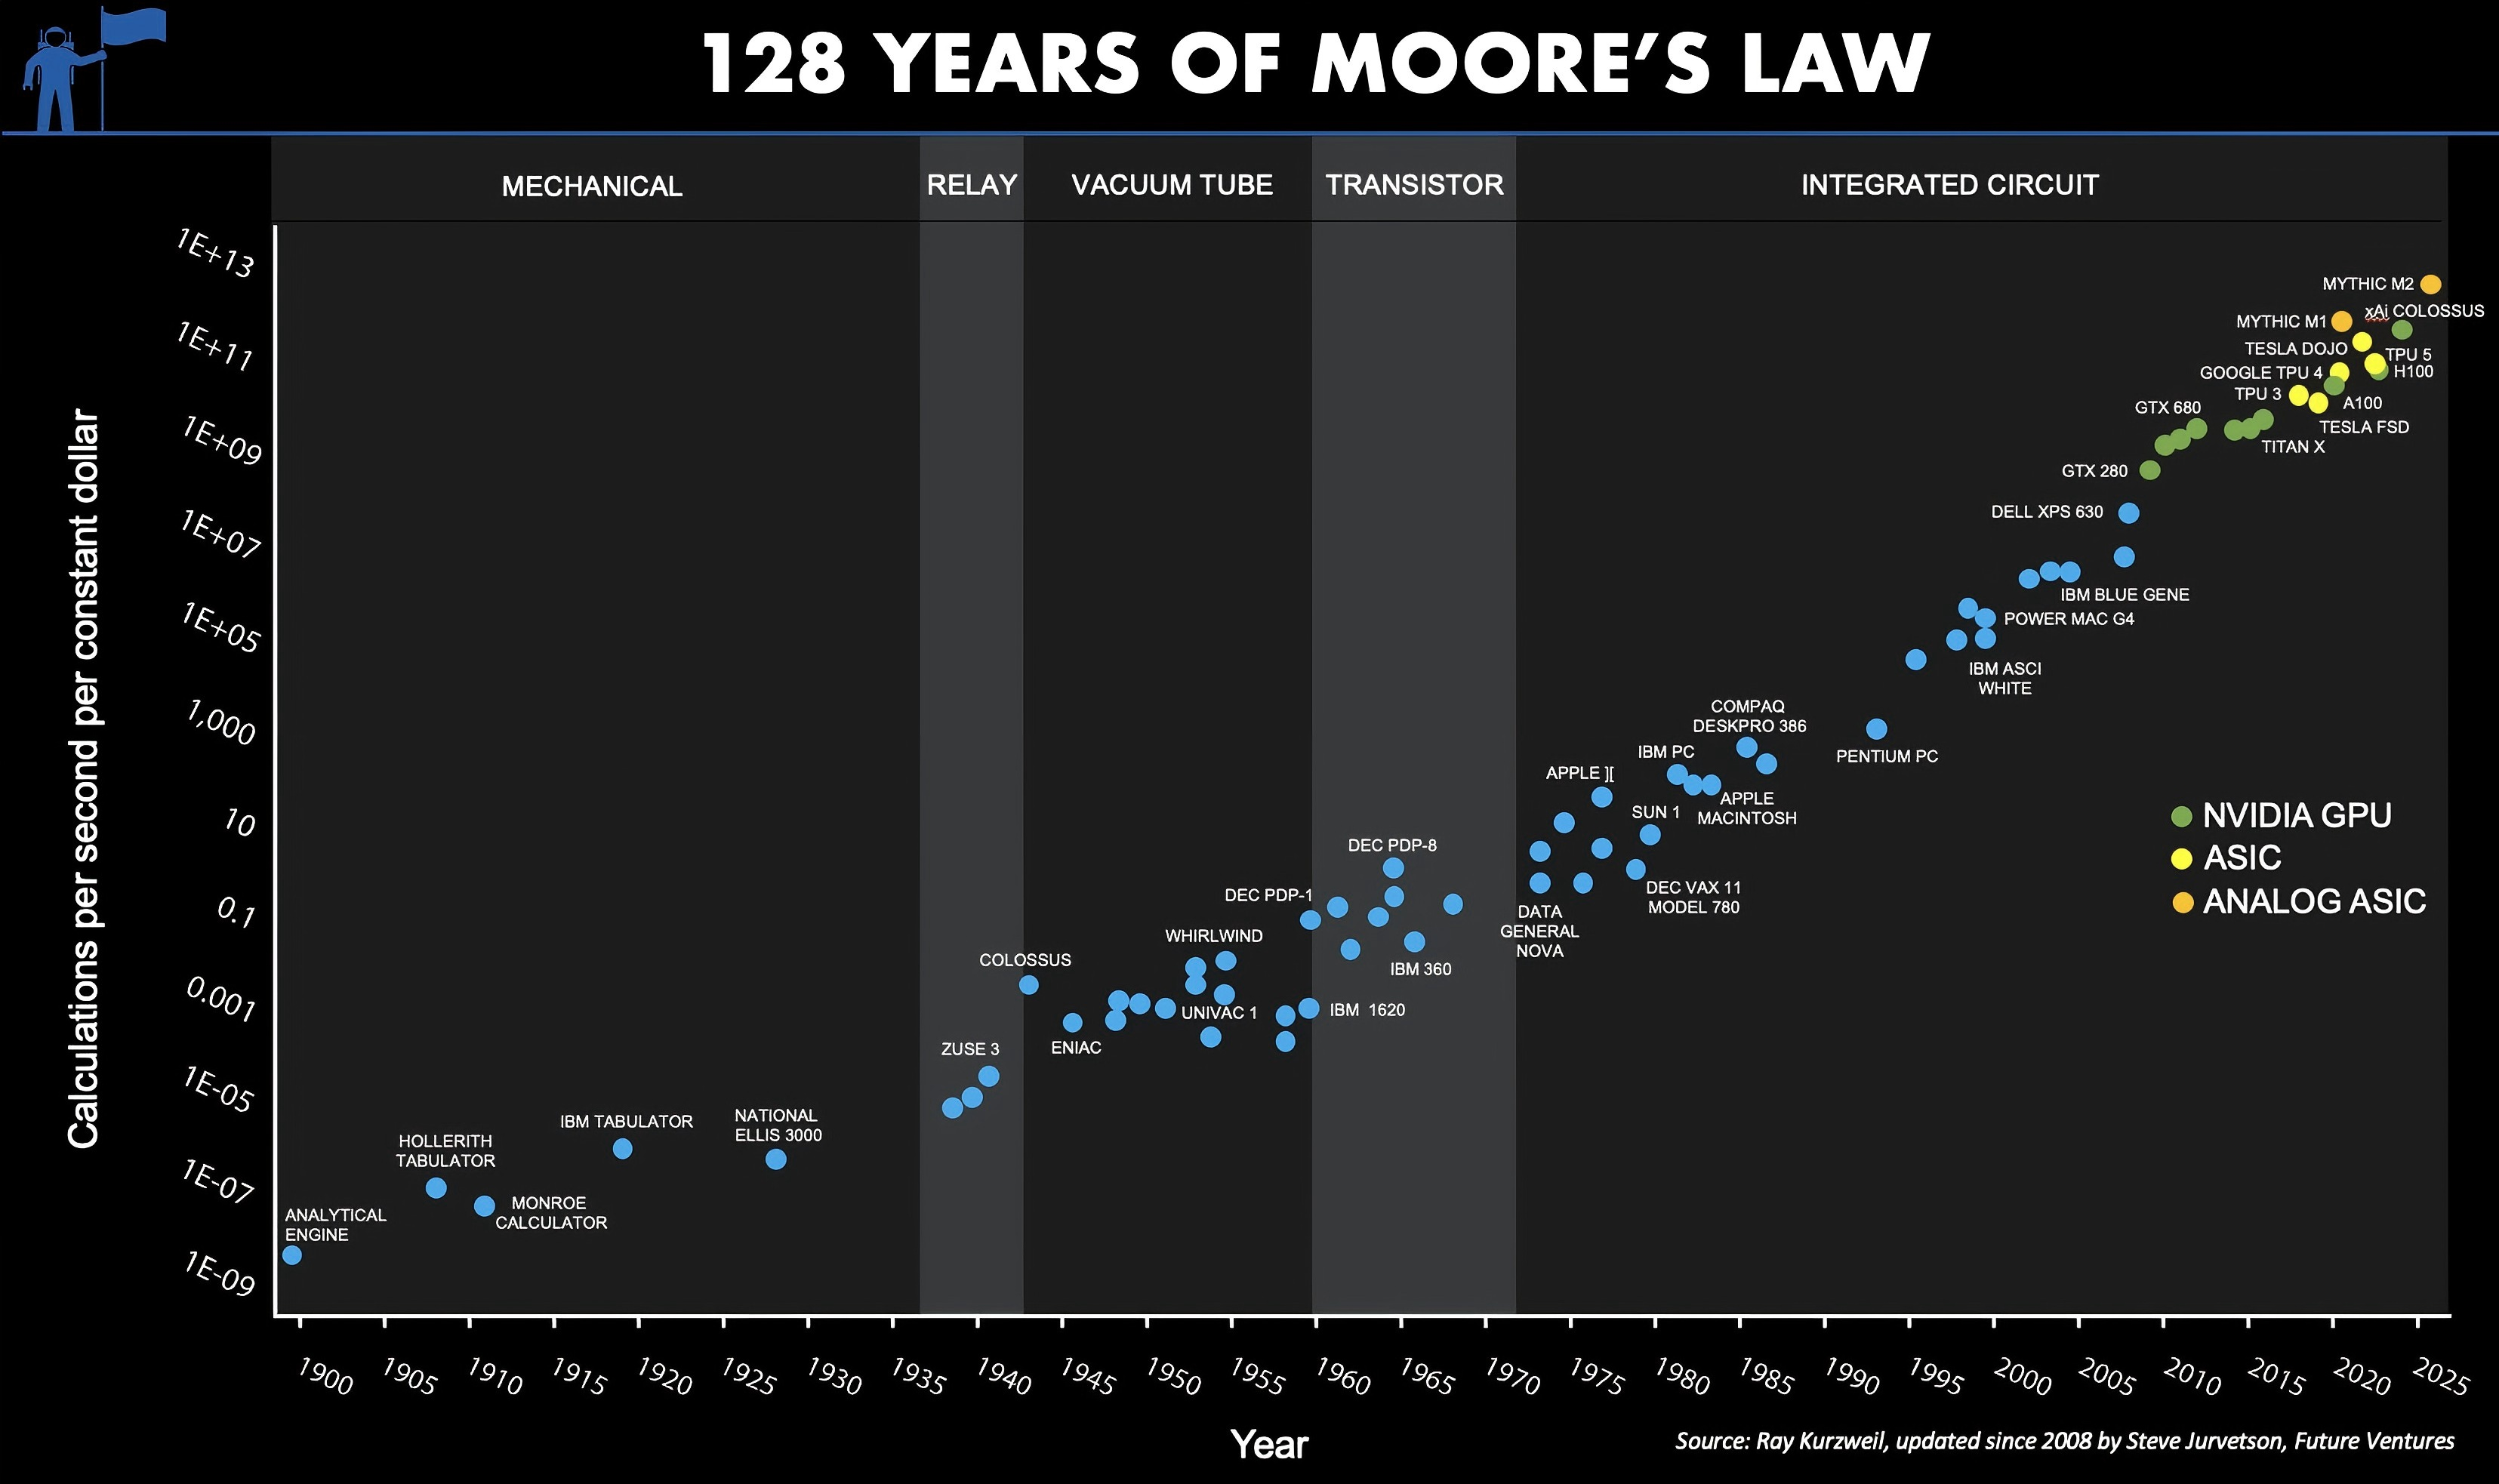 128 YEARS OF MOORE'S LAW
MECHANICAL
RELAY
VACUUM TUBE
TRANSISTOR
INTEGRATED CIRCUIT
Calculations per second per constant dollar
1E+13
1E+11
1E+09
1E+07
1E+05
1,000
10
0.1
0.001
1E-05
1E-07
1E-09
ANALYTICAL
ENGINE
HOLLERITH
TABULATOR
MONROE
CALCULATOR
IBM TABULATOR
NATIONAL
ELLIS 3000
ZUSE 3
COLOSSUS
ENIAC
WHIRLWIND
UNIVAC 1
DEC PDP-1
IBM 1620
DEC PDP-8
IBM 360
DATA
GENERAL
NOVA
APPLE ][
SUN 1
DEC VAX 11
MODEL 780
IBM PC
APPLE
MACINTOSH
COMPAQ
DESKPRO 386
PENTIUM PC
IBM ASCI
WHITE
POWER MAC G4
IBM BLUE GENE
DELL XPS 630
GTX 280
GTX 680
TITAN X
TESLA FSD
A100
TPU 3
GOOGLE TPU 4
H100
TPU 5
TESLA DOJO
MYTHIC M1
xAi COLOSSUS
MYTHIC M2
NVIDIA GPU
ASIC
ANALOG ASIC
1900
1905
1910
1915
1920
1925
1930
1935
1940
1945
1950
1955
1960
1965
1970
1975
1980
1985
1990
1995
2000
2005
2010
2015
2020
2025
Year
Source: Ray Kurzweil, updated since 2008 by Steve Jurvetson, Future Ventures